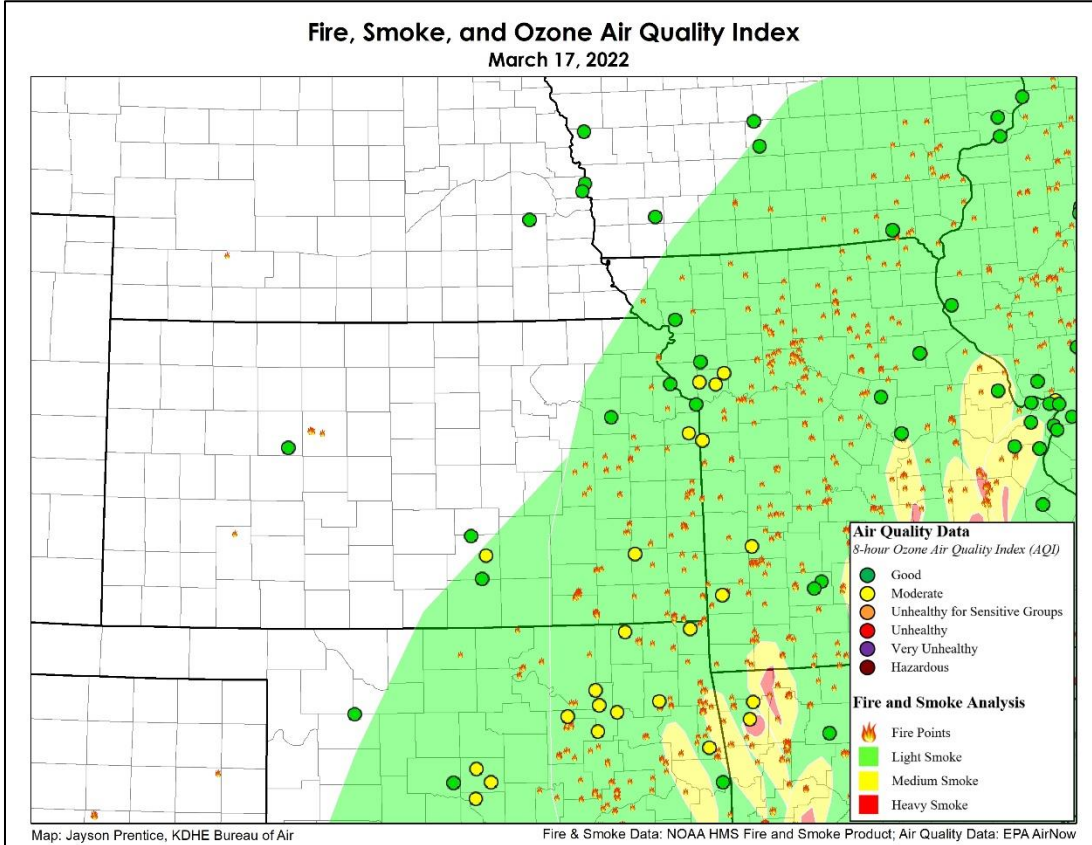 Fire, Smoke, and Ozone Air Quality Index
March 17, 2022
Air Quality Data
8-hour Ozone Air Quality Index (AQI)
Good
Moderate
Unhealthy for Sensitive Groups
Unhealthy
Very Unhealthy
Hazardous
Fire and Smoke Analysis
Fire Points
Light Smoke
Medium Smoke
Heavy Smoke
Map: Jayson Prentice, KDHE Bureau of Air
Fire & Smoke Data: NOAA HMS Fire and Smoke Product; Air Quality Data: EPA AirNow